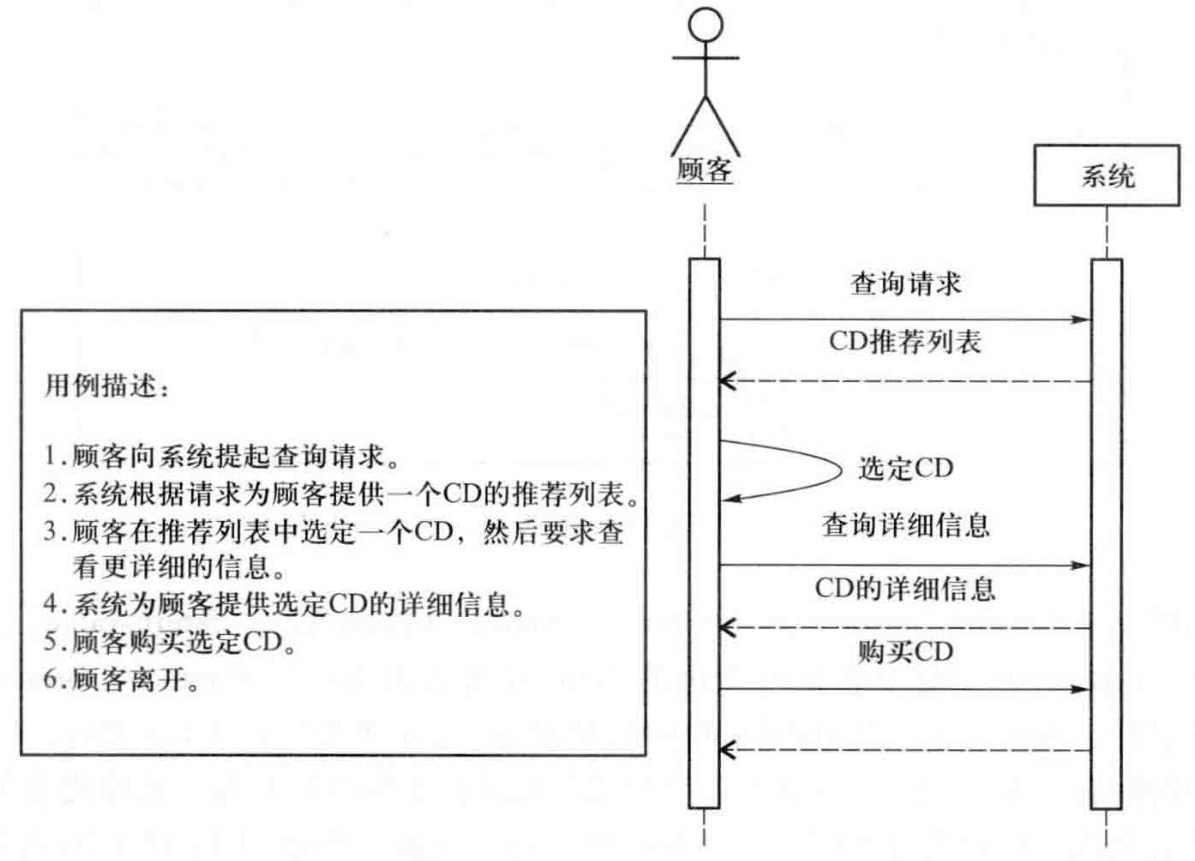 顾客
系统
查询请求
CD推荐列表
选定CD
查询详细信息
CD的详细信息
购买CD
用例描述：
1.顾客向系统提起查询请求。
2.系统根据请求为顾客提供一个CD的推荐列表。
3.顾客在推荐列表中选定一个CD，然后要求查
看更详细的信息。
4.系统为顾客提供选定CD的详细信息。
5.顾客购买选定CD。
6.顾客离开。